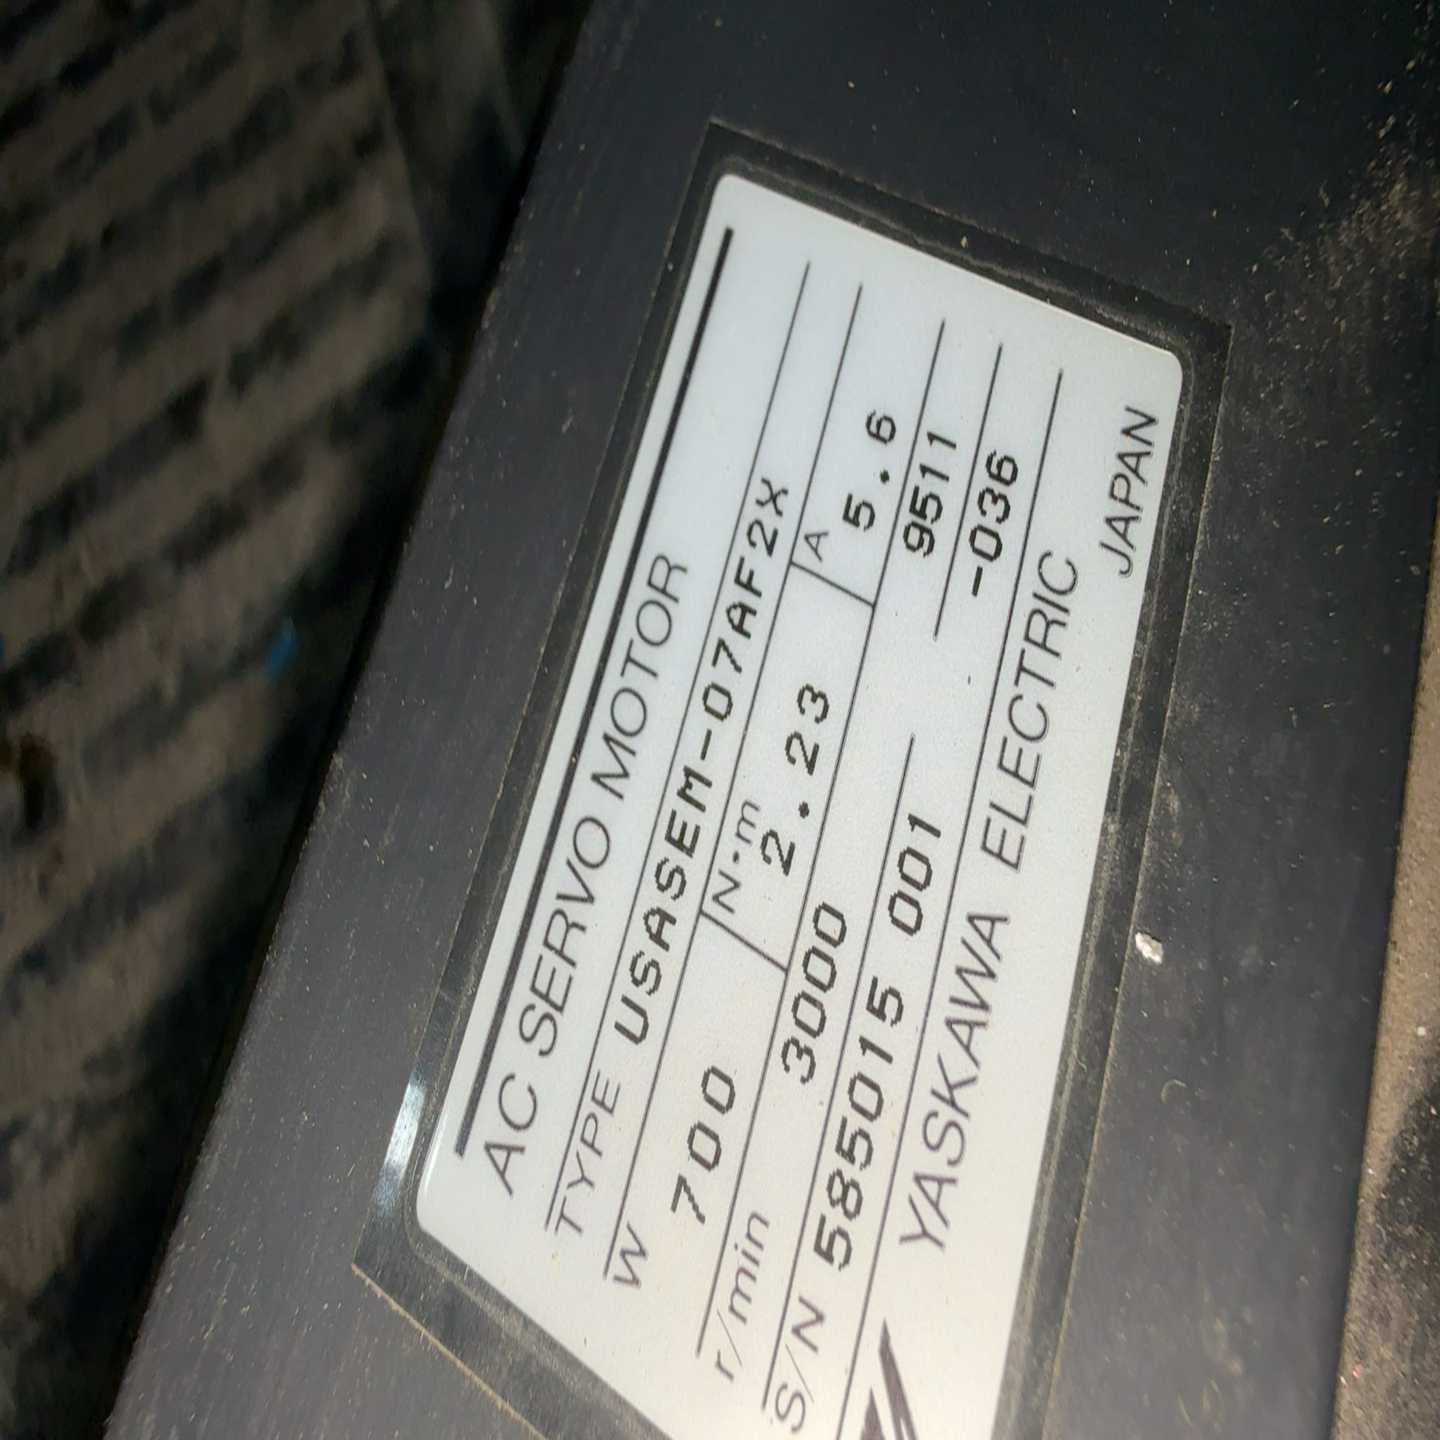 AC SERVO MOTOR
TYPE USASEM-07AF2X
W 700 N·m 2.23 A 5.6
r/min 3000 9511
S/N 585015 001 -036
YASKAWA ELECTRIC JAPAN